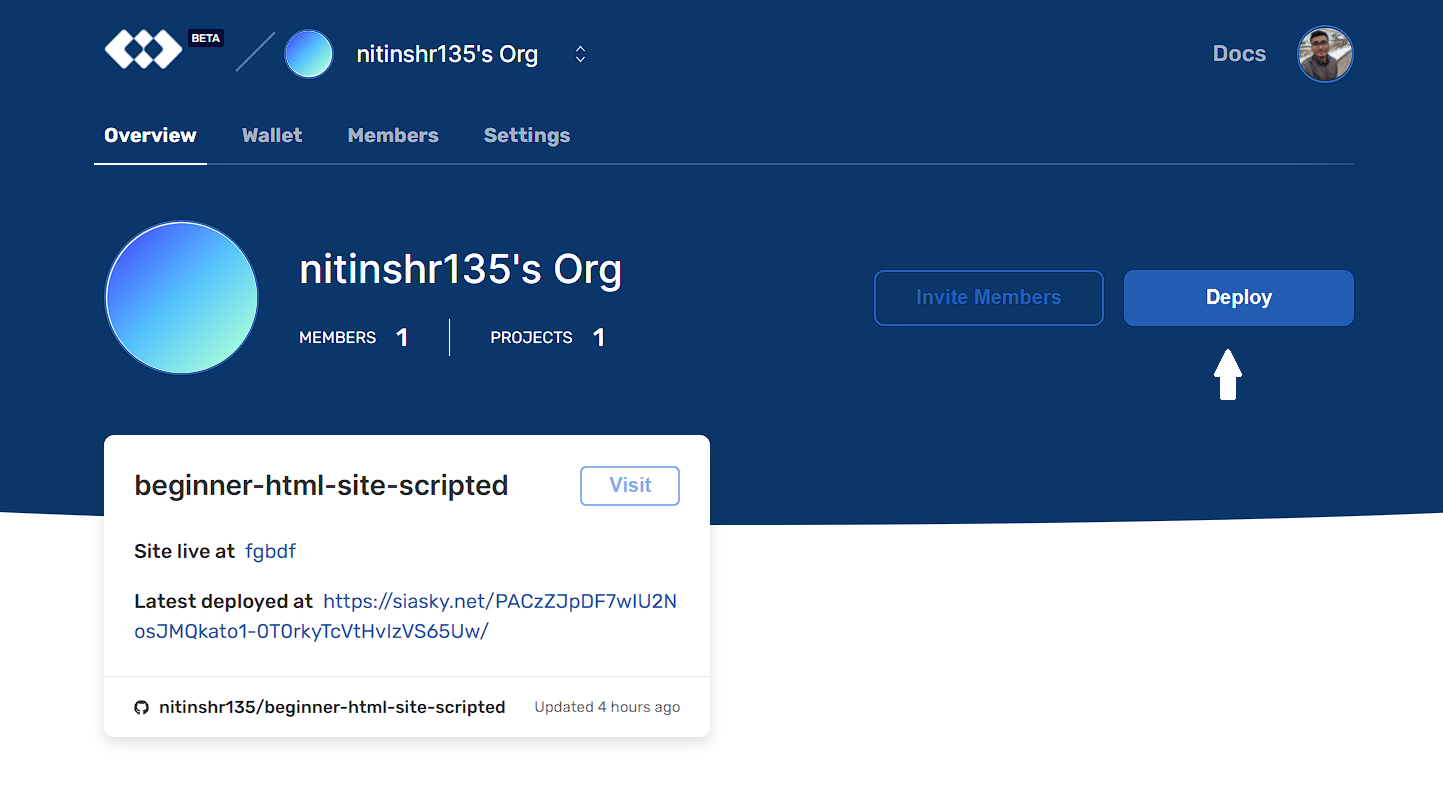 BETA
nitinshr135's Org
Docs
Overview Wallet Members Settings
nitinshr135's Org
MEMBERS 1 PROJECTS 1
Invite Members
Deploy
beginner-html-site-scripted
Visit
Site live at fgbdf
Latest deployed at https://siasky.net/PACzZJpDF7wIU2N
osJMQkato1-0T0rkyTcVtHvIzVS65Uw/
nitinshr135/beginner-html-site-scripted
Updated 4 hours ago